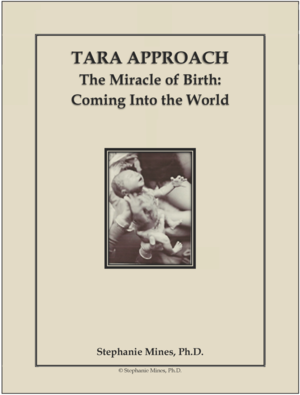 TARA APPROACH
The Miracle of Birth:
Coming Into the World
Stephanie Mines, Ph.D.
© Stephanie Mines, Ph.D.